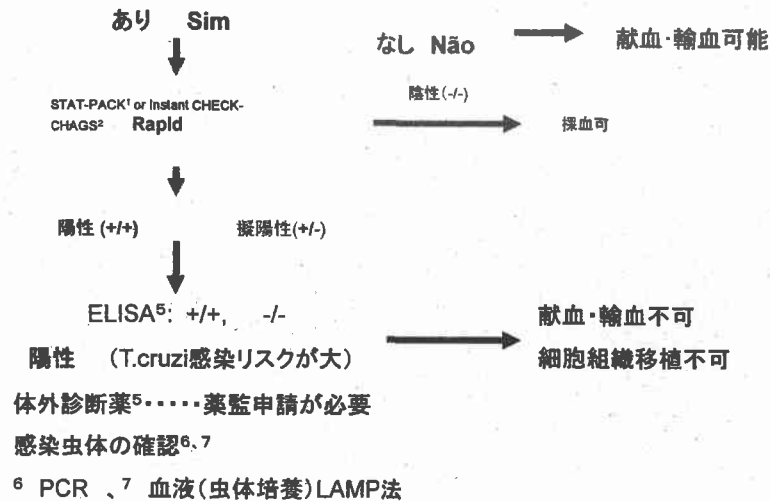 あり Sim
なし Não
献血・輸血可能
STAT-PACK¹ or Instant CHECK-
CHAGS² Rapid
陰性(-/-)
採血可
陽性 (+/+)
擬陽性(+/-)
ELISA⁵: +/+, -/-
献血・輸血不可
陽性 (T.cruzi感染リスクが大)
細胞組織移植不可
体外診断薬⁵・・・・・薬監申請が必要
感染虫体の確認⁶、⁷
⁶ PCR 、⁷ 血液(虫体培養)LAMP法